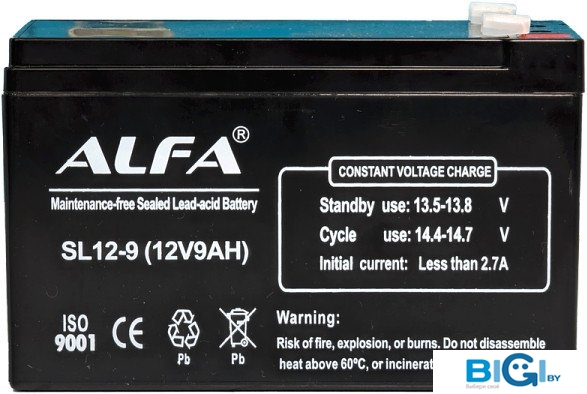 ALFA®
Maintenance-free Sealed Lead-acid Battery
SL12-9 (12V9AH)
CONSTANT VOLTAGE CHARGE
Standby use: 13.5-13.8 V
Cycle use: 14.4-14.7 V
Initial current: Less than 2.7A
ISO
9001
CE
Pb
Pb
Warning:
Risk of fire, explosion, or burns. Do not disassemble
heat above 60°C, or incinerat
BIGI BY
Выбирай свой